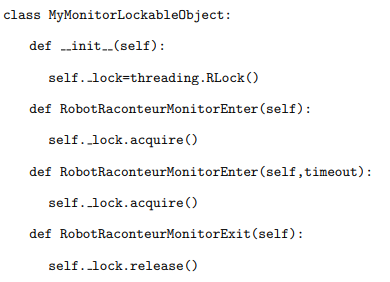 class MyMonitorLockableObject:
def __init__(self):
self._lock=threading.RLock()
def RobotRaconteurMonitorEnter(self):
self._lock.acquire()
def RobotRaconteurMonitorEnter(self,timeout):
self._lock.acquire()
def RobotRaconteurMonitorExit(self):
self._lock.release()